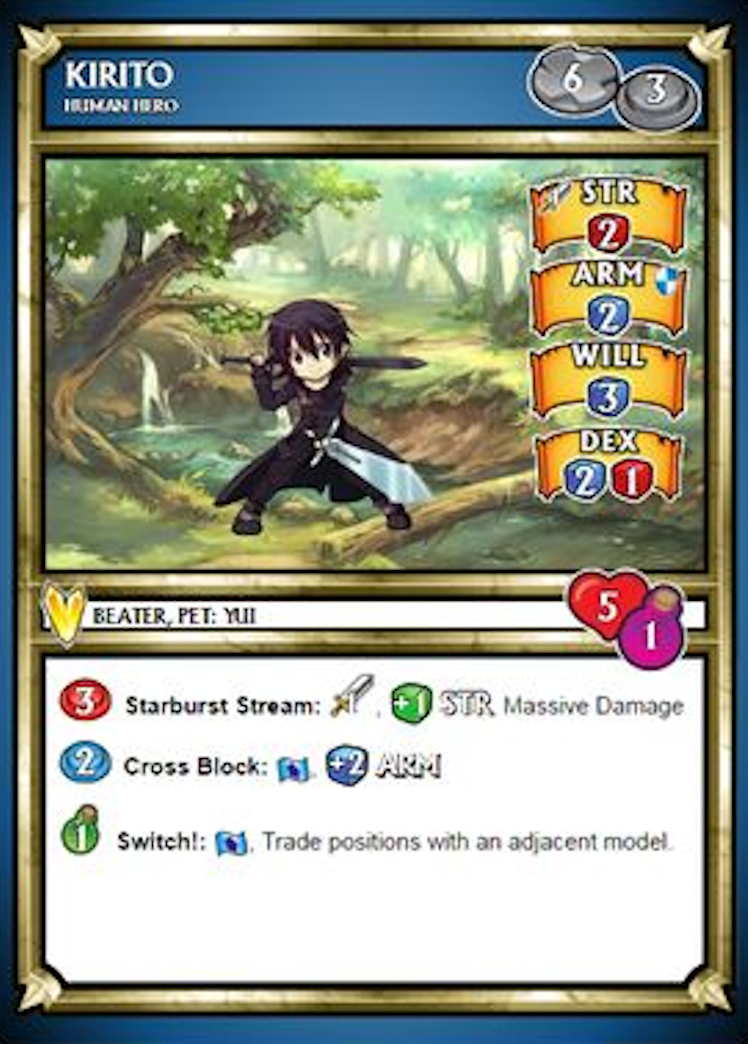 KIRITO
HUMAN HERO
6 3
STR
2
ARM
2
WILL
3
DEX
2 1
BEATER, PET: YUI
5
1
3 Starburst Stream: , +1 STR, Massive Damage
2 Cross Block: , +2 ARM
1 Switch!: , Trade positions with an adjacent model.